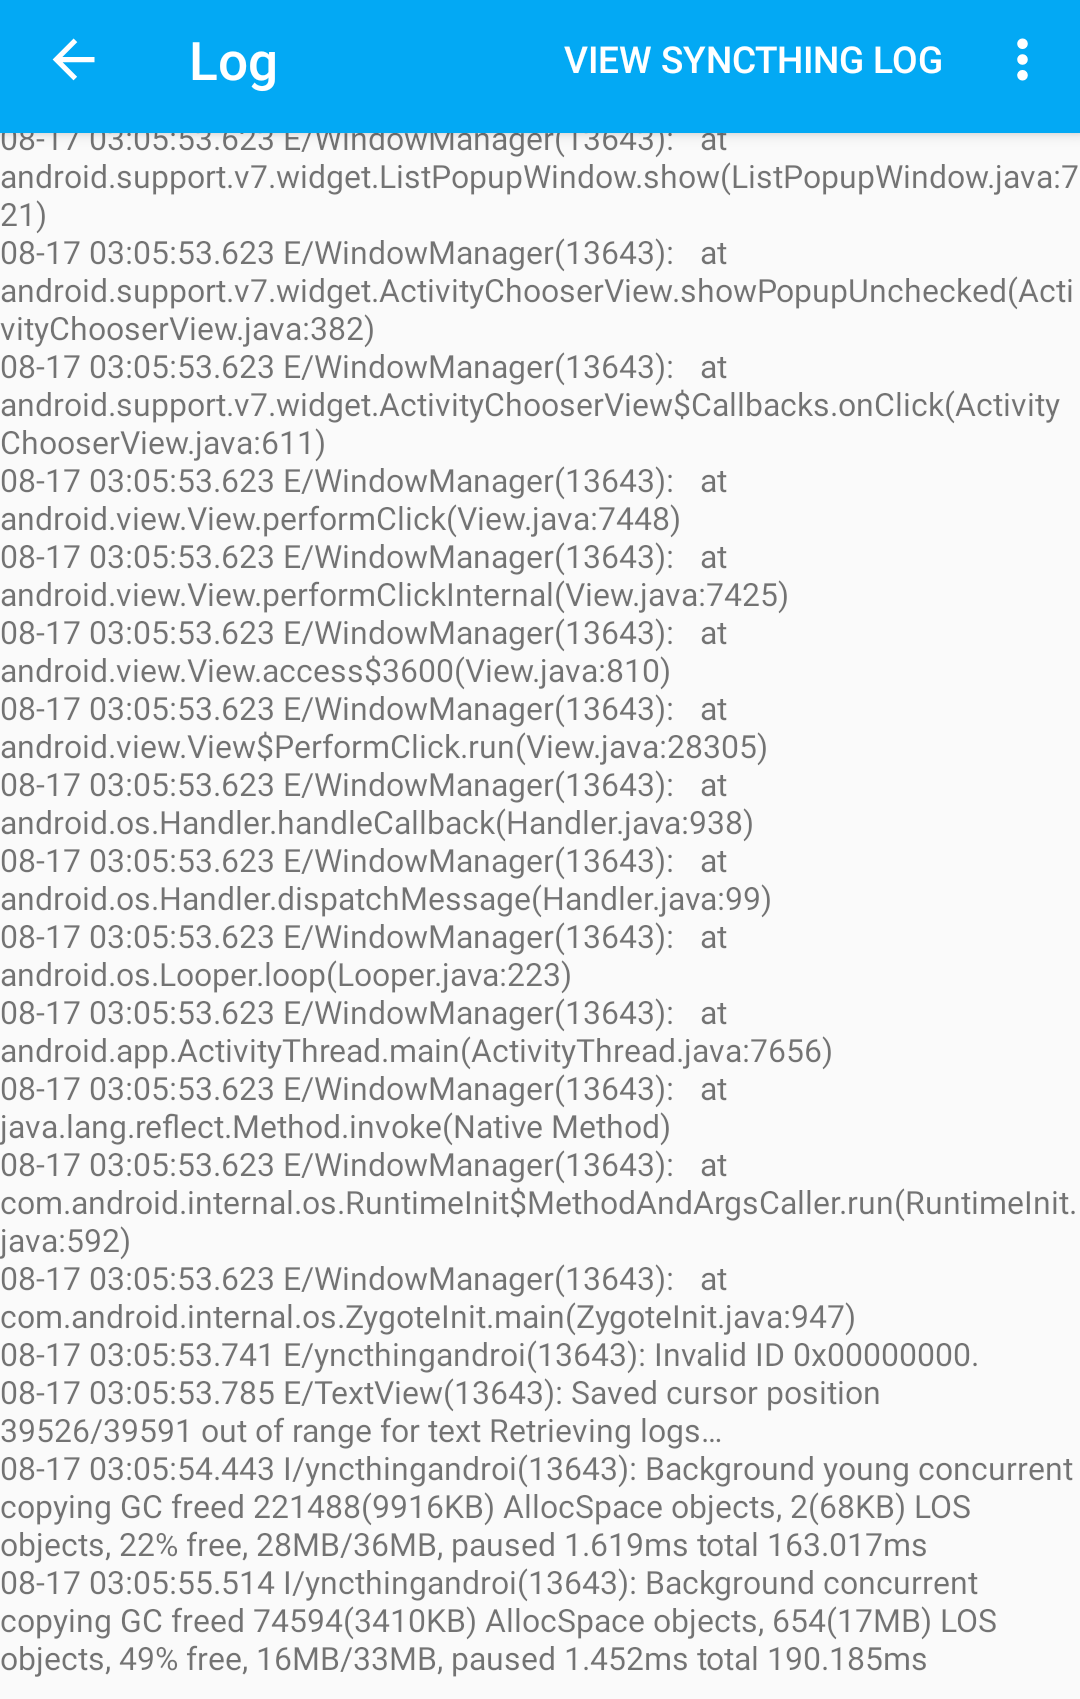 Log
VIEW SYNCTHING LOG
08-17 03:05:53.623 E/WindowManager(13643): at
android.support.v7.widget.ListPopupWindow.show(ListPopupWindow.java:7
21)
08-17 03:05:53.623 E/WindowManager(13643): at
android.support.v7.widget.ActivityChooserView.showPopupUnchecked(Acti
vityChooserView.java:382)
08-17 03:05:53.623 E/WindowManager(13643): at
android.support.v7.widget.ActivityChooserView$Callbacks.onClick(Activity
ChooserView.java:611)
08-17 03:05:53.623 E/WindowManager(13643): at
android.view.View.performClick(View.java:7448)
08-17 03:05:53.623 E/WindowManager(13643): at
android.view.View.performClickInternal(View.java:7425)
08-17 03:05:53.623 E/WindowManager(13643): at
android.view.View.access$3600(View.java:810)
08-17 03:05:53.623 E/WindowManager(13643): at
android.view.View$PerformClick.run(View.java:28305)
08-17 03:05:53.623 E/WindowManager(13643): at
android.os.Handler.handleCallback(Handler.java:938)
08-17 03:05:53.623 E/WindowManager(13643): at
android.os.Handler.dispatchMessage(Handler.java:99)
08-17 03:05:53.623 E/WindowManager(13643): at
android.os.Looper.loop(Looper.java:223)
08-17 03:05:53.623 E/WindowManager(13643): at
android.app.ActivityThread.main(ActivityThread.java:7656)
08-17 03:05:53.623 E/WindowManager(13643): at
java.lang.reflect.Method.invoke(Native Method)
08-17 03:05:53.623 E/WindowManager(13643): at
com.android.internal.os.RuntimeInit$MethodAndArgsCaller.run(RuntimeInit.
java:592)
08-17 03:05:53.623 E/WindowManager(13643): at
com.android.internal.os.ZygoteInit.main(ZygoteInit.java:947)
08-17 03:05:53.741 E/yncthingandroi(13643): Invalid ID 0x00000000.
08-17 03:05:53.785 E/TextView(13643): Saved cursor position
39526/39591 out of range for text Retrieving logs…
08-17 03:05:54.443 I/yncthingandroi(13643): Background young concurrent
copying GC freed 221488(9916KB) AllocSpace objects, 2(68KB) LOS
objects, 22% free, 28MB/36MB, paused 1.619ms total 163.017ms
08-17 03:05:55.514 I/yncthingandroi(13643): Background concurrent
copying GC freed 74594(3410KB) AllocSpace objects, 654(17MB) LOS
objects, 49% free, 16MB/33MB, paused 1.452ms total 190.185ms